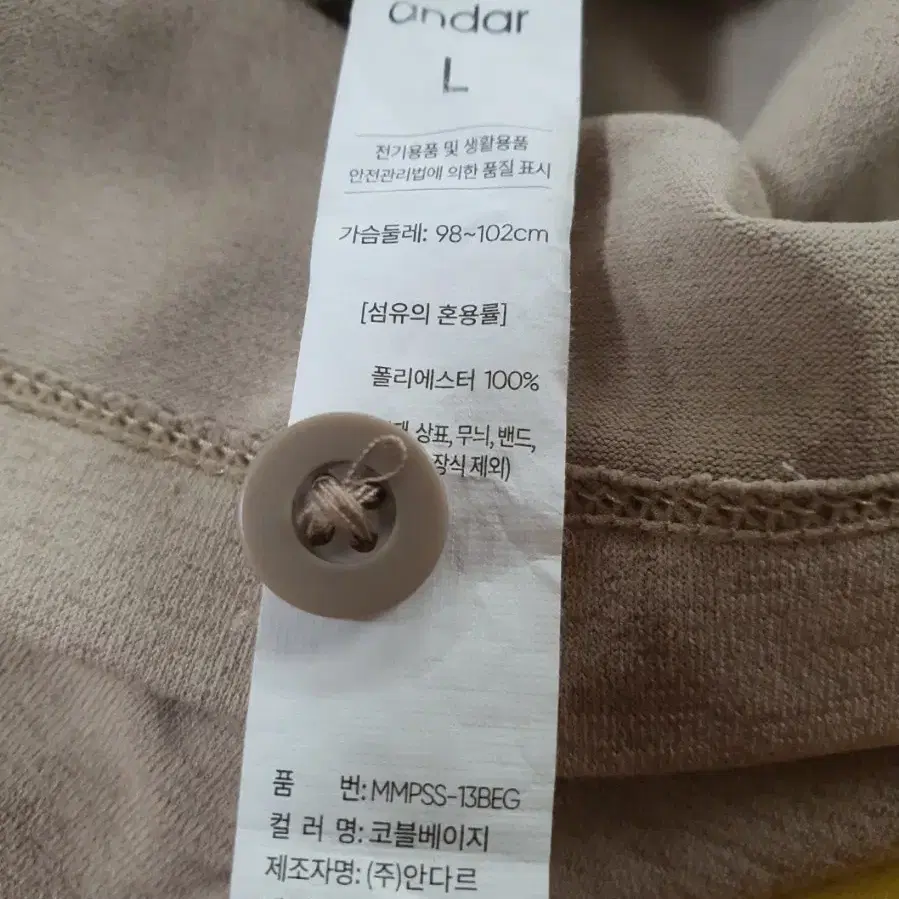 andar
L
전기용품 및 생활용품
안전관리법에 의한 품질 표시
가슴둘레: 98~102cm
[섬유의 혼용률]
폴리에스터 100%
상표, 무늬, 밴드,
장식 제외)
품 번: MMPSS-13BEG
컬 러 명: 코블베이지
제조자명: (주)안다르